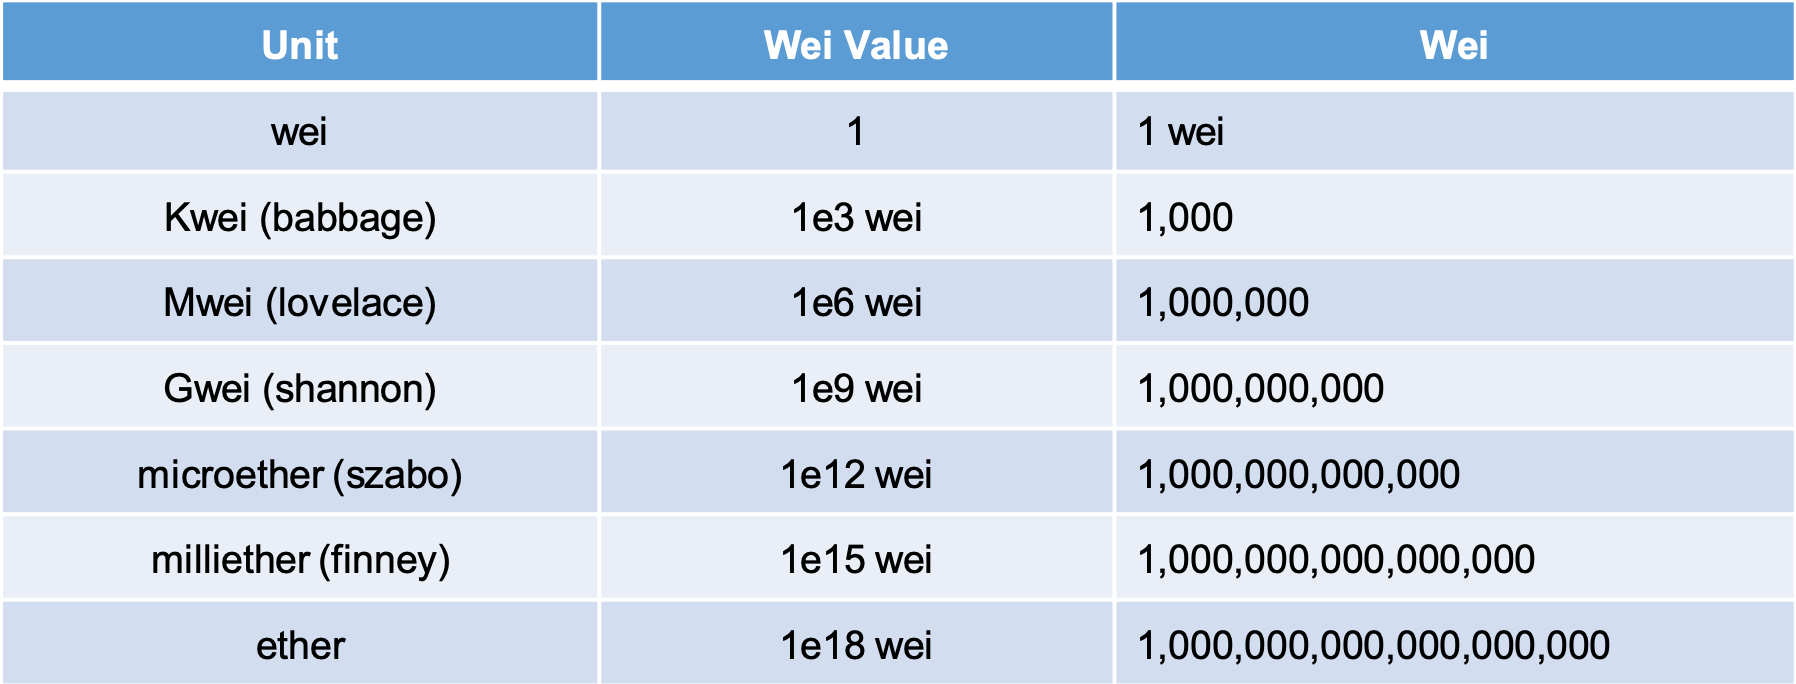 Unit Wei Value Wei
wei 1 1 wei
Kwei (babbage) 1e3 wei 1,000
Mwei (lovelace) 1e6 wei 1,000,000
Gwei (shannon) 1e9 wei 1,000,000,000
microether (szabo) 1e12 wei 1,000,000,000,000
milliether (finney) 1e15 wei 1,000,000,000,000,000
ether 1e18 wei 1,000,000,000,000,000,000